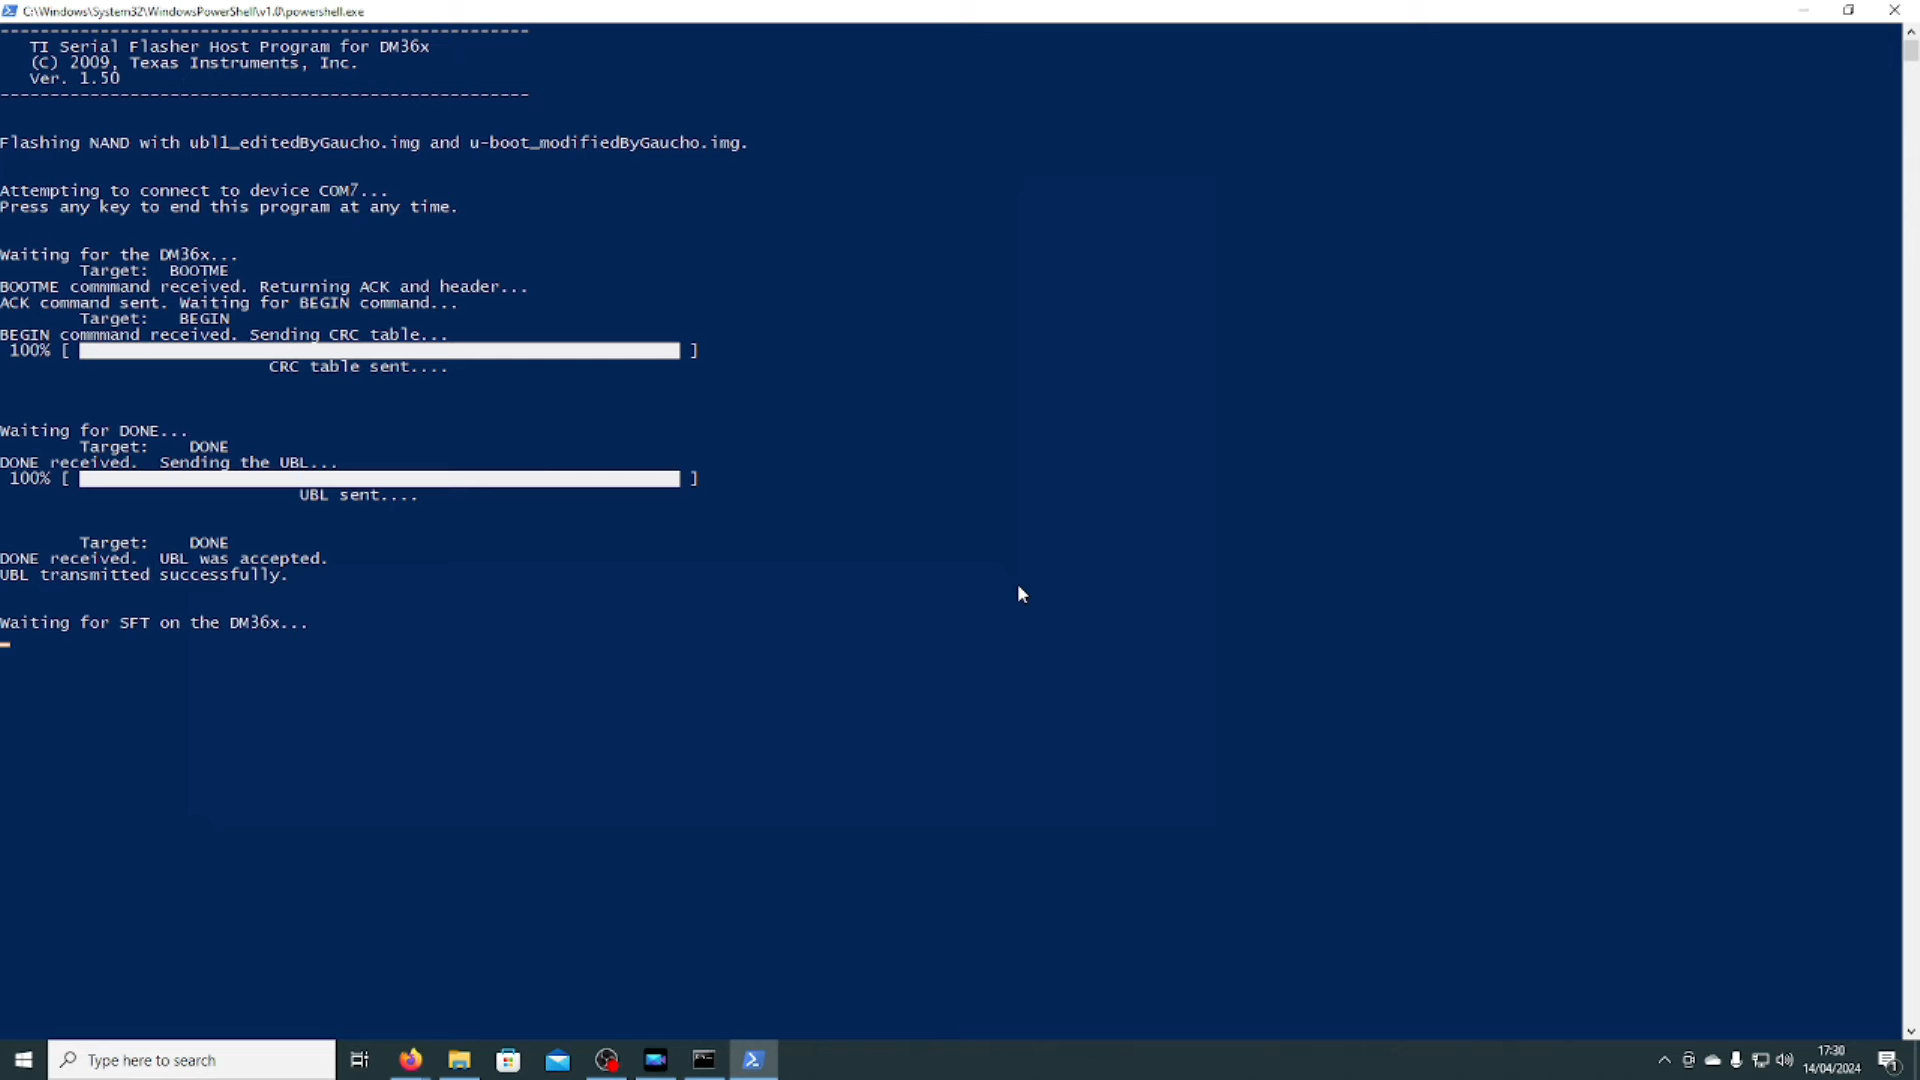 C:\Windows\System32\WindowsPowerShell\v1.0\powershell.exe
-----------------------------------------------------
TI Serial Flasher Host Program for DM36x
(C) 2009, Texas Instruments, Inc.
Ver. 1.50
-----------------------------------------------------
Flashing NAND with ubl1_editedByGaucho.img and u-boot_modifiedByGaucho.img.
Attempting to connect to device COM7...
Press any key to end this program at any time.
Waiting for the DM36x...
Target: BOOTME
BOOTME commmand received. Returning ACK and header...
ACK command sent. Waiting for BEGIN command...
Target: BEGIN
BEGIN commmand received. Sending CRC table...
100% [ ]
CRC table sent....
Waiting for DONE...
Target: DONE
DONE received. Sending the UBL...
100% [ ]
UBL sent....
Target: DONE
DONE received. UBL was accepted.
UBL transmitted successfully.
Waiting for SFT on the DM36x...
Type here to search
17:30
14/04/2024
1